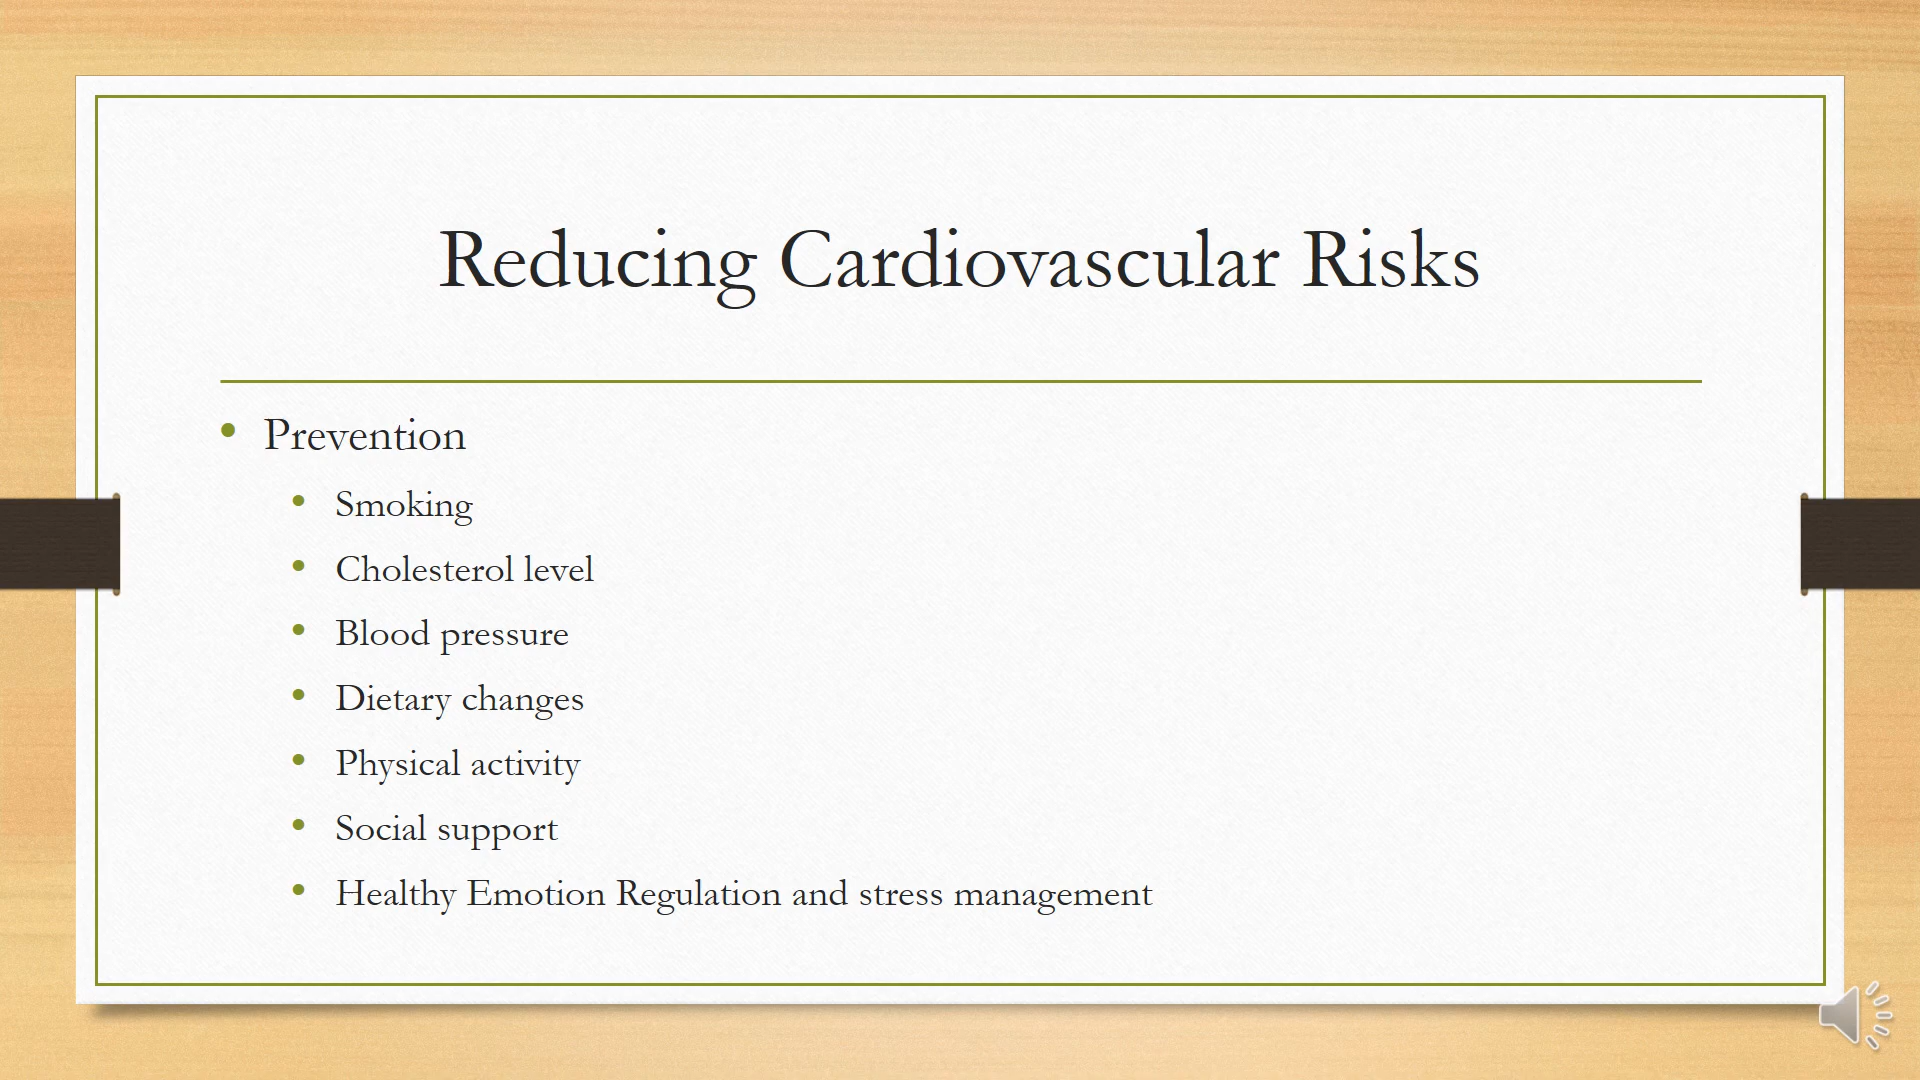 Reducing Cardiovascular Risks
• Prevention
• Smoking
• Cholesterol level
• Blood pressure
• Dietary changes
• Physical activity
• Social support
• Healthy Emotion Regulation and stress management